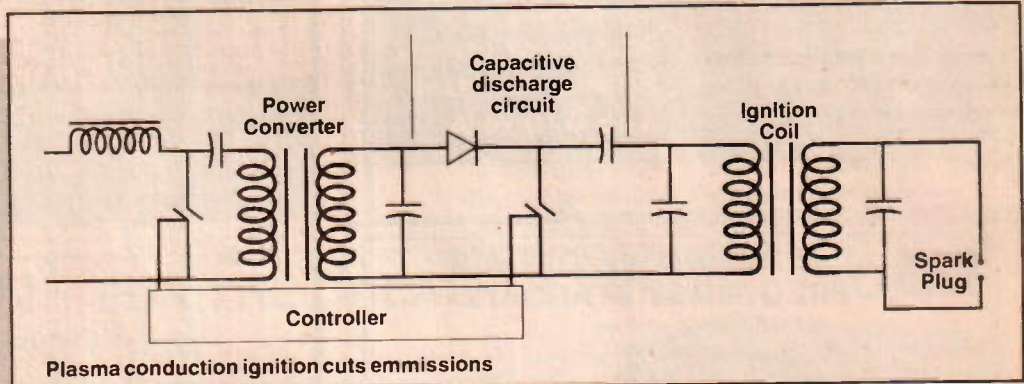 Capacitive
discharge
circuit
Power
Converter
Ignition
Coil
Spark
Plug
Controller
Plasma conduction ignition cuts emmissions